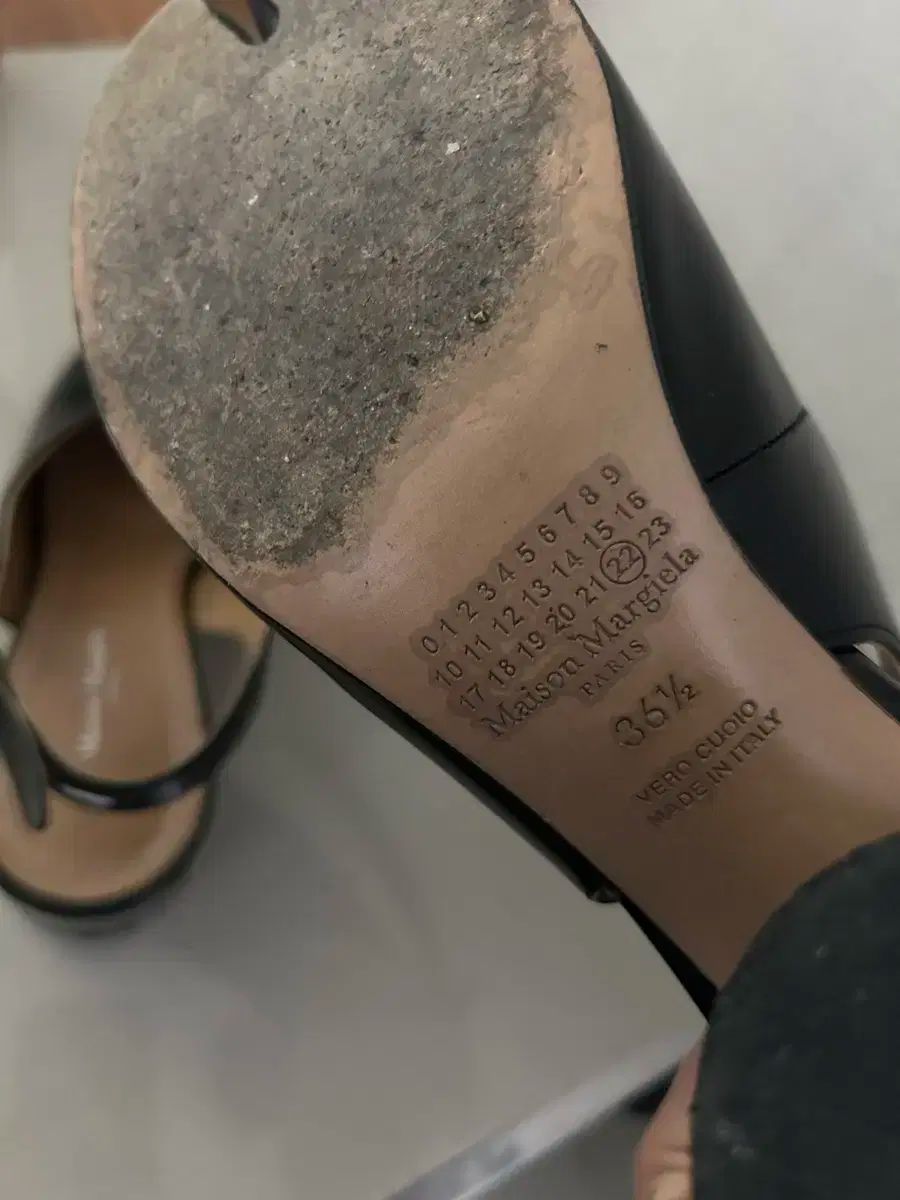 0 1 2 3 4 5 6 7 8 9
10 11 12 13 14 15 16
17 18 19 20 21 22 23
Maison Margiela
PARIS
36½
VERO CUOIO
MADE IN ITALY